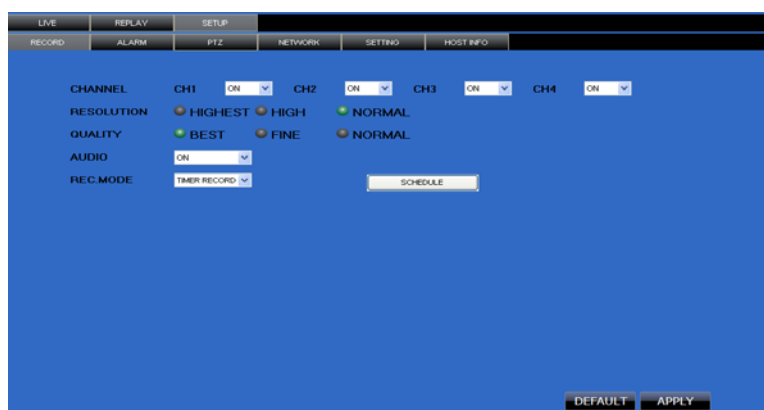 LIVE REPLAY SETUP
RECORD ALARM PTZ NETWORK SETTING HOST INFO
CHANNEL CH1 ON CH2 ON CH3 ON CH4 ON
RESOLUTION HIGHEST HIGH NORMAL
QUALITY BEST FINE NORMAL
AUDIO ON
REC.MODE TIMER RECORD SCHEDULE
DEFAULT APPLY